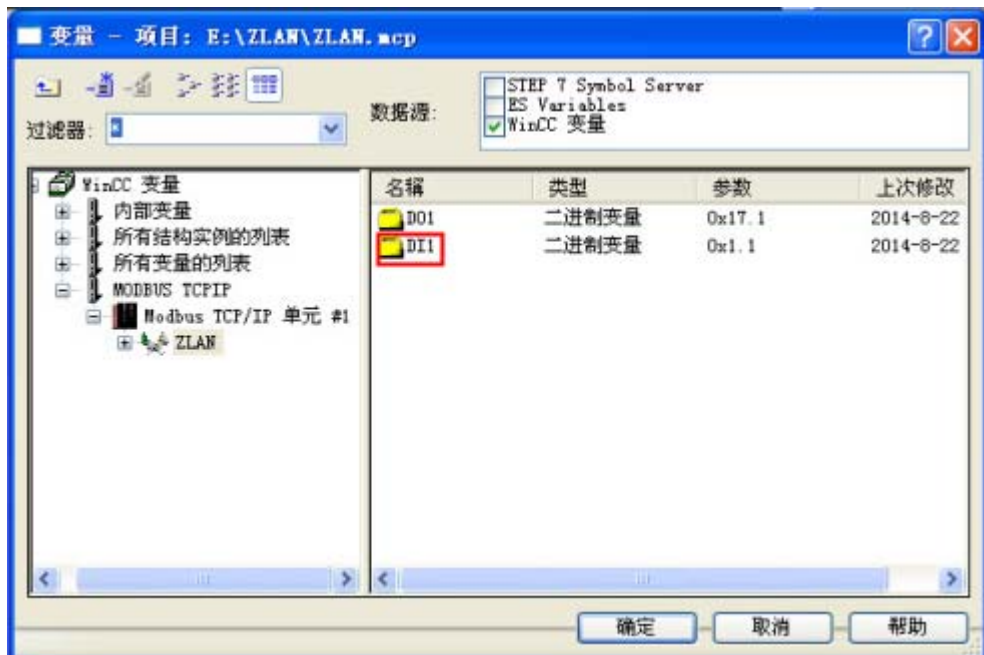 变量 - 项目: E:\ZLAN\ZLAN.mcp
过滤器:
数据源:
STEP 7 Symbol Server
ES Variables
WinCC 变量
WinCC 变量
内部变量
所有结构实例的列表
所有变量的列表
MODBUS TCPIP
Modbus TCP/IP 单元 #1
ZLAN
名稱 类型 参数 上次修改
DO1 二进制变量 0x17.1 2014-8-22
DI1 二进制变量 0x1.1 2014-8-22
确定 取消 帮助